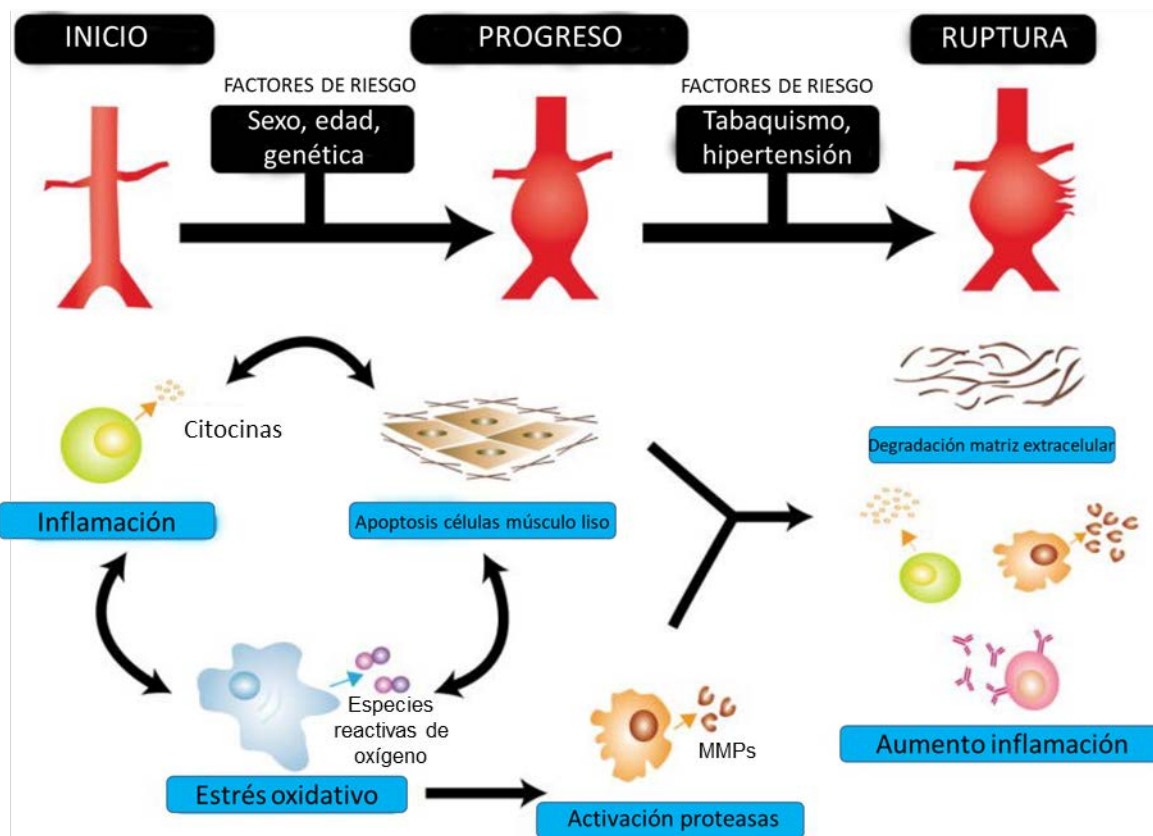 INICIO
PROGRESO
RUPTURA
FACTORES DE RIESGO
Sexo, edad,
genética
FACTORES DE RIESGO
Tabaquismo,
hipertensión
Citocinas
Inflamación
Apoptosis células músculo liso
Degradación matriz extracelular
Especies
reactivas de
oxígeno
Estrés oxidativo
MMPs
Activación proteasas
Aumento inflamación